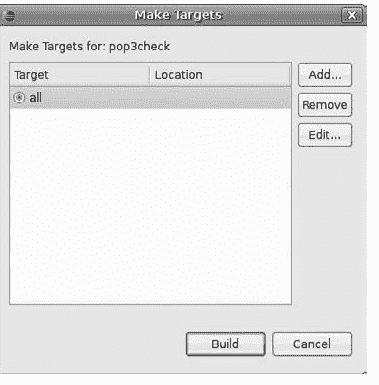 Make Targets
Make Targets for: pop3check
Target Location
all
Add...
Remove
Edit...
Build Cancel